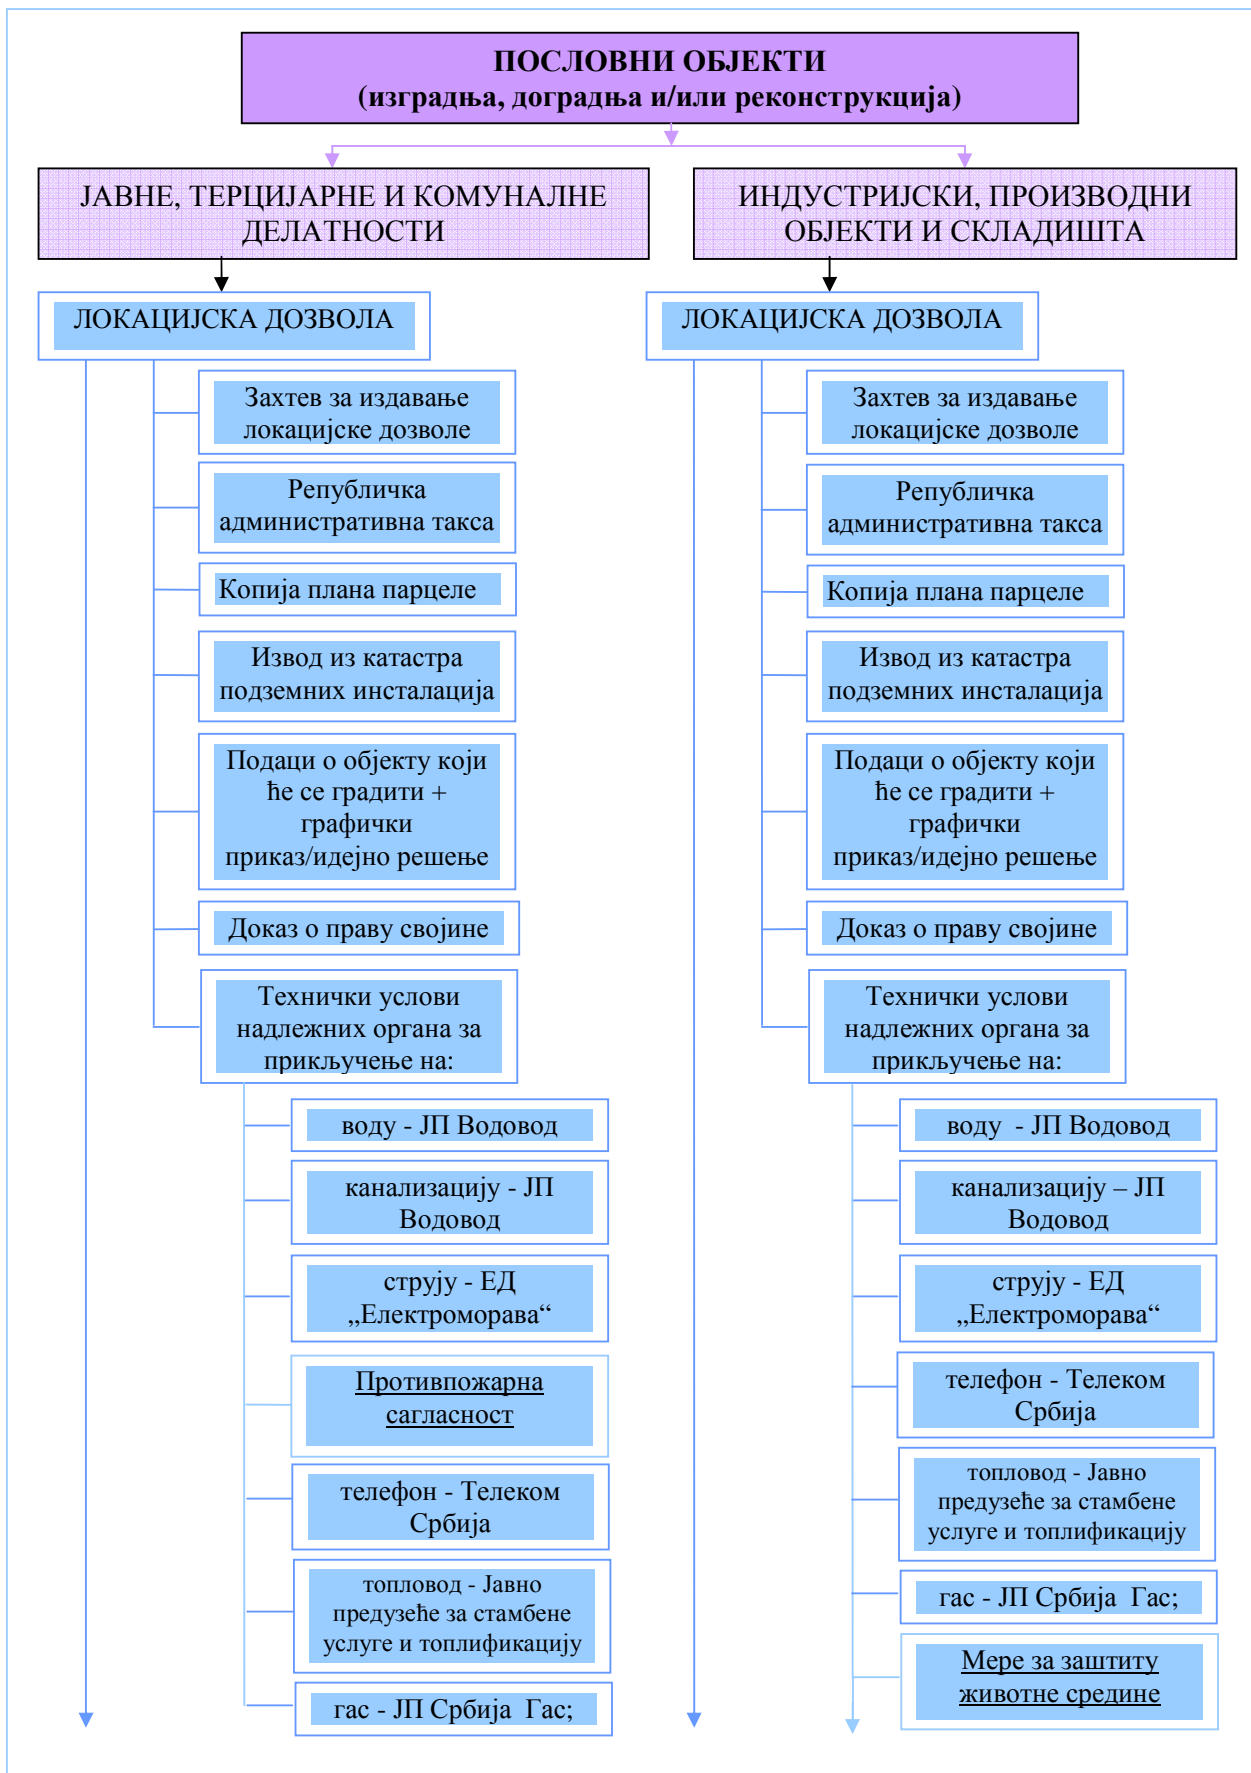 ПОСЛОВНИ ОБЈЕКТИ
(изградња, доградња и/или реконструкција)
ЈАВНЕ, ТЕРЦИЈАРНЕ И КОМУНАЛНЕ
ДЕЛАТНОСТИ
ЛОКАЦИЈСКА ДОЗВОЛА
Захтев за издавање
локацијске дозволе
Републичка
административна такса
Копија плана парцеле
Извод из катастра
подземних инсталација
Подаци о објекту који
ће се градити +
графички
приказ/идејно решење
Доказ о праву својине
Технички услови
надлежних органа за
прикључење на:
воду - ЈП Водовод
канализацију - ЈП
Водовод
струју - ЕД
„Електроморава“
Противпожарна
сагласност
телефон - Телеком
Србија
топловод - Јавно
предузеће за стамбене
услуге и топлификацију
гас - ЈП Србија  Гас;
ИНДУСТРИЈСКИ, ПРОИЗВОДНИ
ОБЈЕКТИ И СКЛАДИШТА
ЛОКАЦИЈСКА ДОЗВОЛА
Захтев за издавање
локацијске дозволе
Републичка
административна такса
Копија плана парцеле
Извод из катастра
подземних инсталација
Подаци о објекту који
ће се градити +
графички
приказ/идејно решење
Доказ о праву својине
Технички услови
надлежних органа за
прикључење на:
воду  - ЈП Водовод
канализацију – ЈП
Водовод
струју - ЕД
„Електроморава“
телефон - Телеком
Србија
топловод - Јавно
предузеће за стамбене
услуге и топлификацију
гас - ЈП Србија  Гас;
Мере за заштиту
животне средине